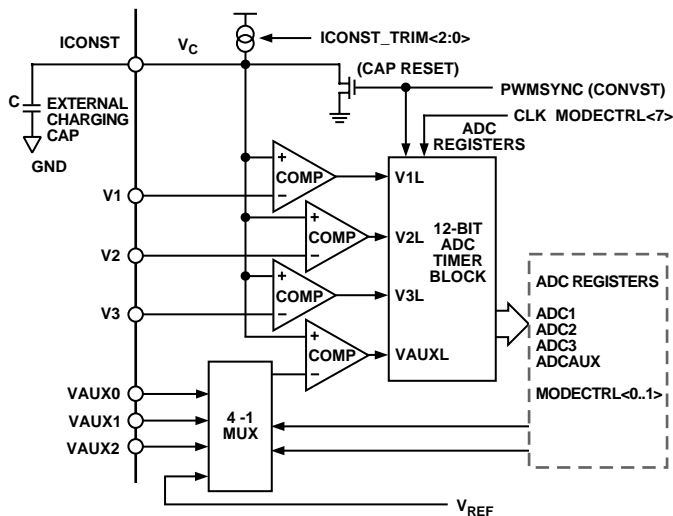 ICONST
VC
ICONST_TRIM<2:0>
(CAP RESET)
PWMSYNC (CONVST)
C
EXTERNAL
CHARGING
CAP
GND
CLK MODECTRL<7>
ADC
REGISTERS
+
COMP
–
V1
V1L
+
COMP
–
V2
V2L
12-BIT
ADC
TIMER
BLOCK
+
COMP
–
V3
V3L
+
COMP
–
VAUXL
ADC REGISTERS
ADC1
ADC2
ADC3
ADCAUX
MODECTRL<0..1>
VAUX0
VAUX1
VAUX2
4 -1
MUX
VREF